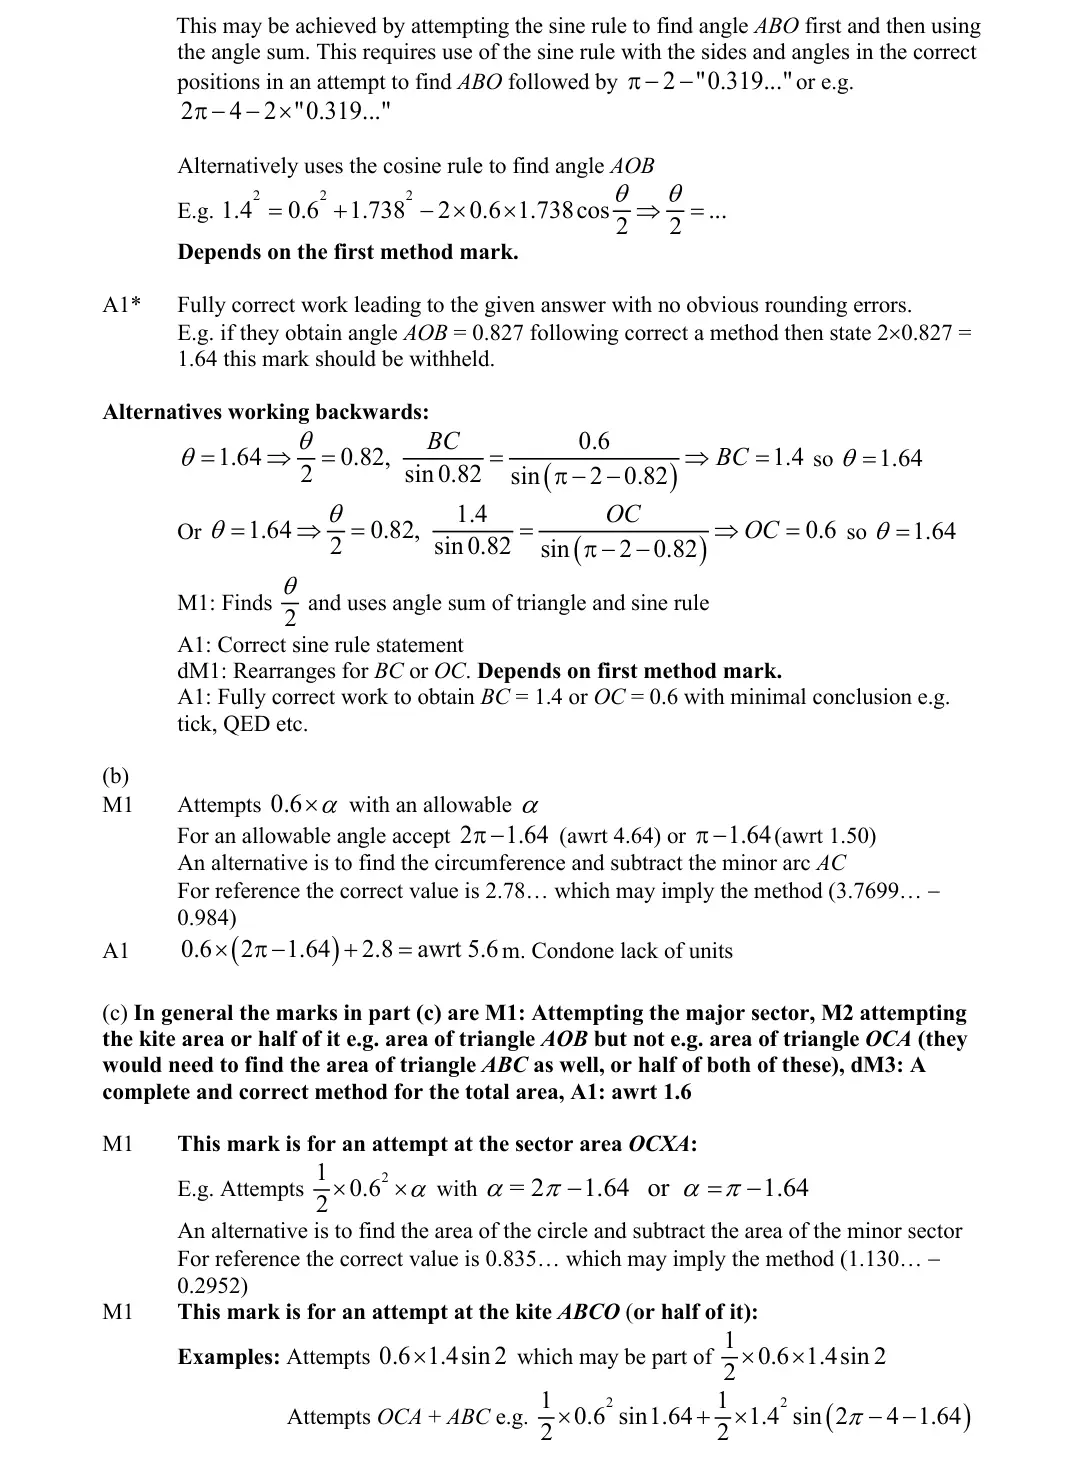 This may be achieved by attempting the sine rule to find angle ABO first and then using
the angle sum. This requires use of the sine rule with the sides and angles in the correct
positions in an attempt to find ABO followed by π − 2 − "0.319..." or e.g.
2π − 4 − 2×"0.319..."
Alternatively uses the cosine rule to find angle AOB
E.g. 1.4² = 0.6² + 1.738² − 2×0.6×1.738cos θ/2 ⇒ θ/2 = ...
Depends on the first method mark.
A1* Fully correct work leading to the given answer with no obvious rounding errors.
E.g. if they obtain angle AOB = 0.827 following correct a method then state 2×0.827 =
1.64 this mark should be withheld.
Alternatives working backwards:
θ = 1.64 ⇒ θ/2 = 0.82, BC/sin 0.82 = 0.6/sin(π − 2 − 0.82) ⇒ BC = 1.4 so θ = 1.64
Or θ = 1.64 ⇒ θ/2 = 0.82, 1.4/sin 0.82 = OC/sin(π − 2 − 0.82) ⇒ OC = 0.6 so θ = 1.64
M1: Finds θ/2 and uses angle sum of triangle and sine rule
A1: Correct sine rule statement
dM1: Rearranges for BC or OC. Depends on first method mark.
A1: Fully correct work to obtain BC = 1.4 or OC = 0.6 with minimal conclusion e.g.
tick, QED etc.
(b)
M1 Attempts 0.6×α with an allowable α
For an allowable angle accept 2π − 1.64 (awrt 4.64) or π − 1.64 (awrt 1.50)
An alternative is to find the circumference and subtract the minor arc AC
For reference the correct value is 2.78… which may imply the method (3.7699… −
0.984)
A1 0.6×(2π − 1.64) + 2.8 = awrt 5.6 m. Condone lack of units
(c) In general the marks in part (c) are M1: Attempting the major sector, M2 attempting
the kite area or half of it e.g. area of triangle AOB but not e.g. area of triangle OCA (they
would need to find the area of triangle ABC as well, or half of both of these), dM3: A
complete and correct method for the total area, A1: awrt 1.6
M1 This mark is for an attempt at the sector area OCXA:
E.g. Attempts 1/2 × 0.6² × α with α = 2π − 1.64 or α = π − 1.64
An alternative is to find the area of the circle and subtract the area of the minor sector
For reference the correct value is 0.835… which may imply the method (1.130… −
0.2952)
M1 This mark is for an attempt at the kite ABCO (or half of it):
Examples: Attempts 0.6×1.4sin 2 which may be part of 1/2 × 0.6×1.4sin 2
Attempts OCA + ABC e.g. 1/2 × 0.6² sin1.64 + 1/2 × 1.4² sin(2π − 4 − 1.64)